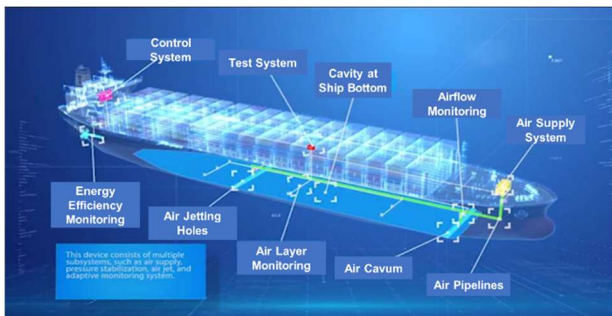 Control
System
Test System
Cavity at
Ship Bottom
Airflow
Monitoring
Air Supply
System
Energy
Efficiency
Monitoring
Air Jetting
Holes
Air Layer
Monitoring
Air Cavum
Air Pipelines
This device consists of multiple
subsystems, such as air supply,
pressure stabilization, air jet, and
adaptive monitoring system.